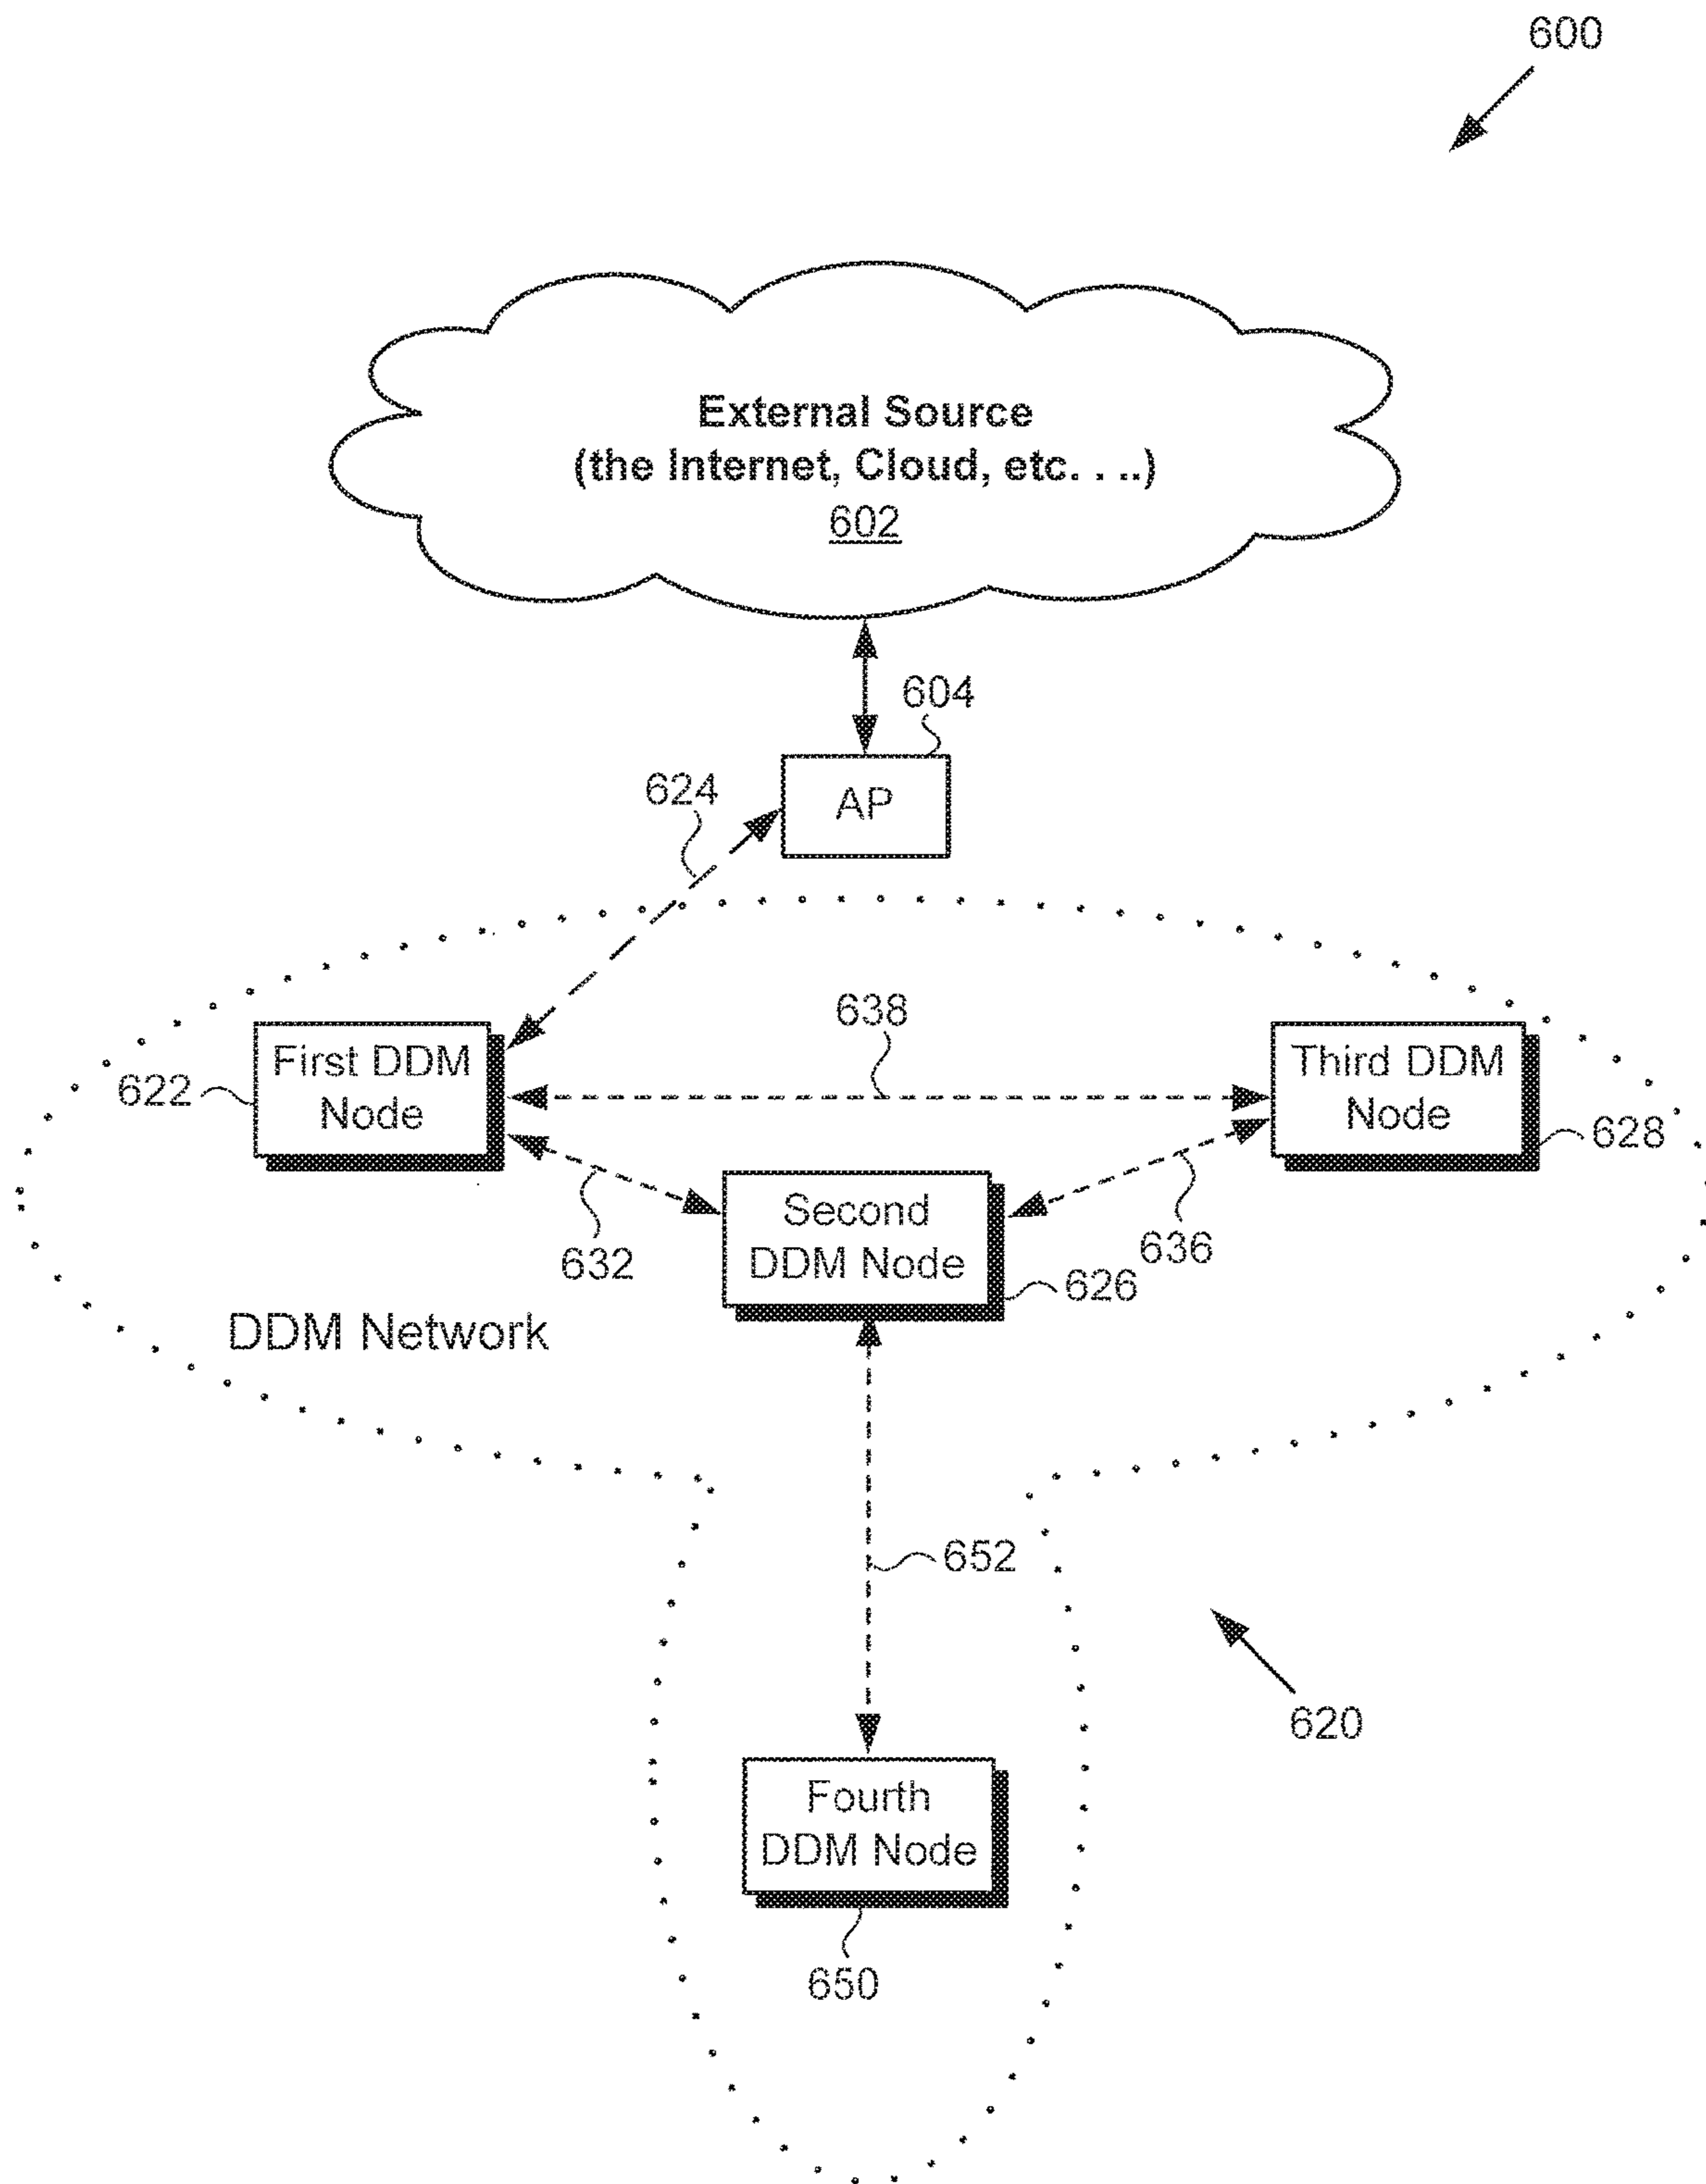 600
External Source
(the Internet, Cloud, etc. . ..)
602
604
AP
624
638
First DDM
Node
622
Third DDM
Node
628
632
Second
DDM Node
626
636
DDM Network
652
620
Fourth
DDM Node
650